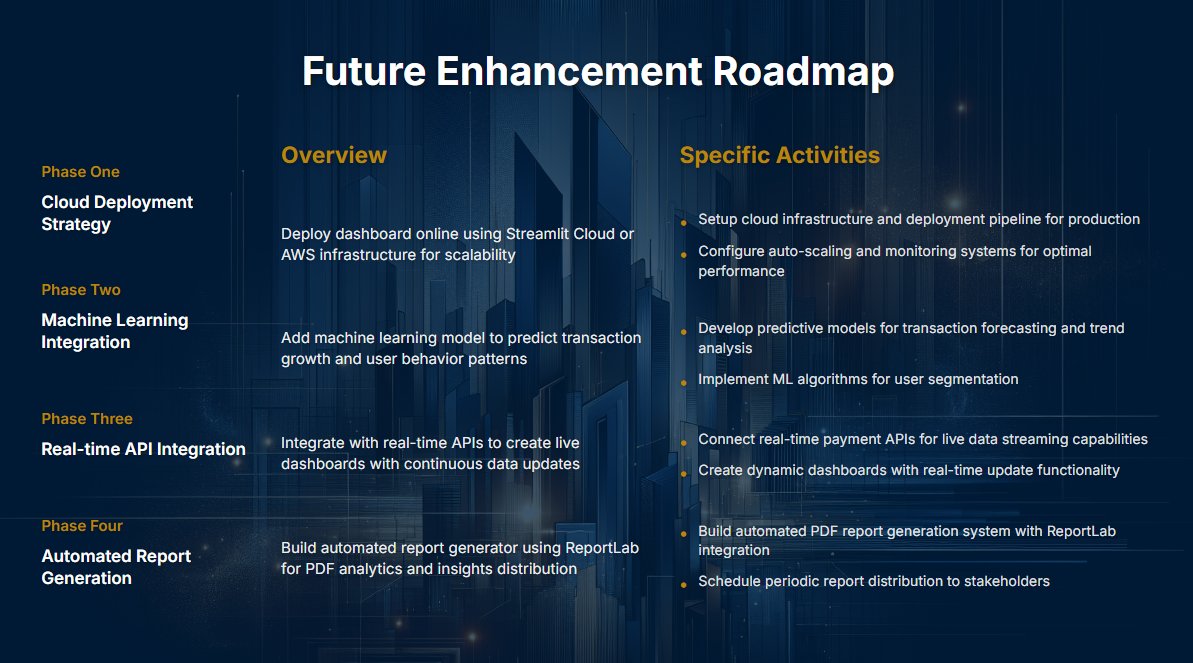 Future Enhancement Roadmap
Overview
Specific Activities
Phase One
Cloud Deployment
Strategy
Deploy dashboard online using Streamlit Cloud or
AWS infrastructure for scalability
Setup cloud infrastructure and deployment pipeline for production
Configure auto-scaling and monitoring systems for optimal
performance
Phase Two
Machine Learning
Integration
Add machine learning model to predict transaction
growth and user behavior patterns
Develop predictive models for transaction forecasting and trend
analysis
Implement ML algorithms for user segmentation
Phase Three
Real-time API Integration
Integrate with real-time APIs to create live
dashboards with continuous data updates
Connect real-time payment APIs for live data streaming capabilities
Create dynamic dashboards with real-time update functionality
Phase Four
Automated Report
Generation
Build automated report generator using ReportLab
for PDF analytics and insights distribution
Build automated PDF report generation system with ReportLab
integration
Schedule periodic report distribution to stakeholders